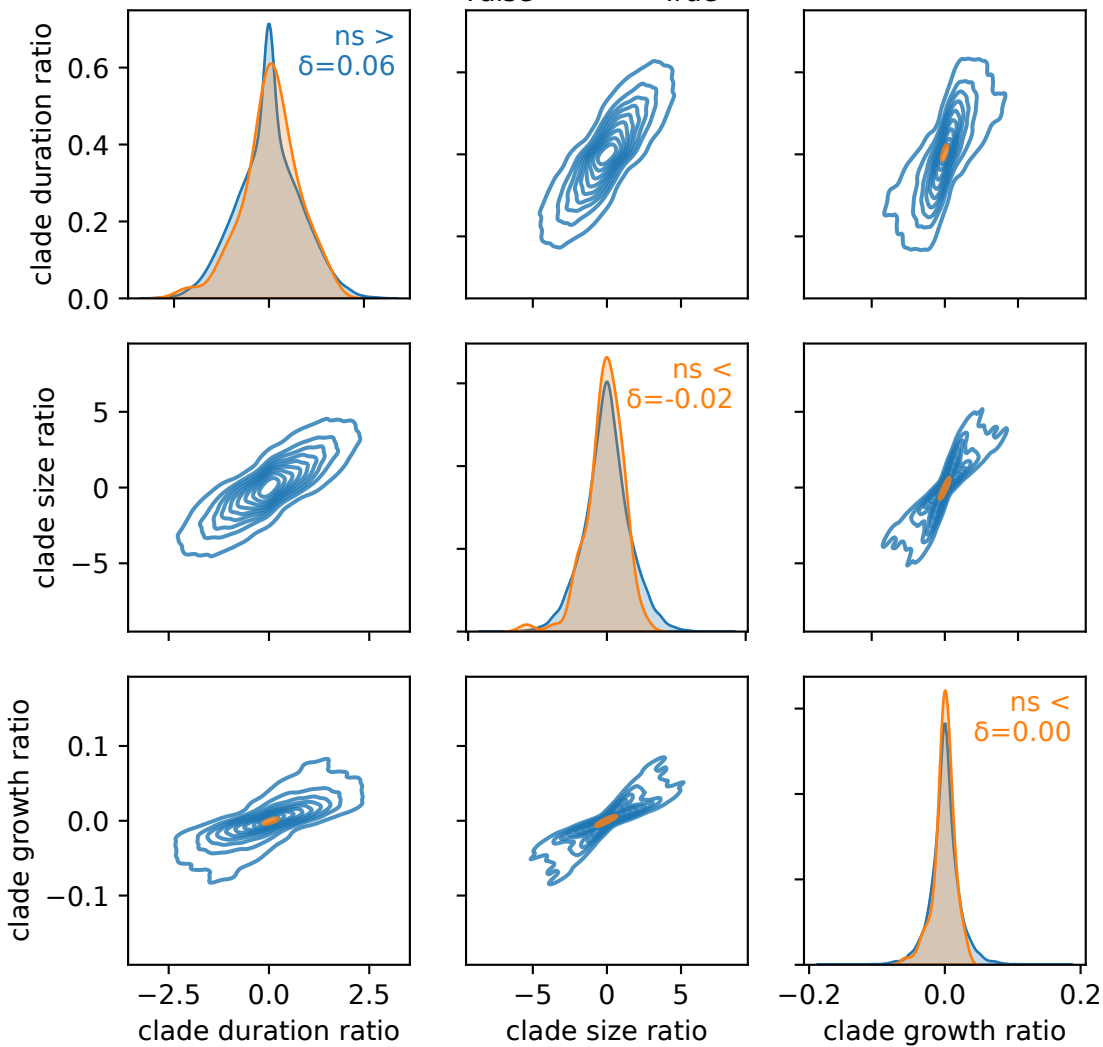 clade duration ratio
0.6
0.4
0.2
0.0
ns >
δ=0.06
clade size ratio
5
0
−5
ns <
δ=-0.02
clade growth ratio
0.1
0.0
−0.1
ns <
δ=0.00
−2.5
0.0
2.5
clade duration ratio
−5
0
5
clade size ratio
−0.2
0.0
0.2
clade growth ratio